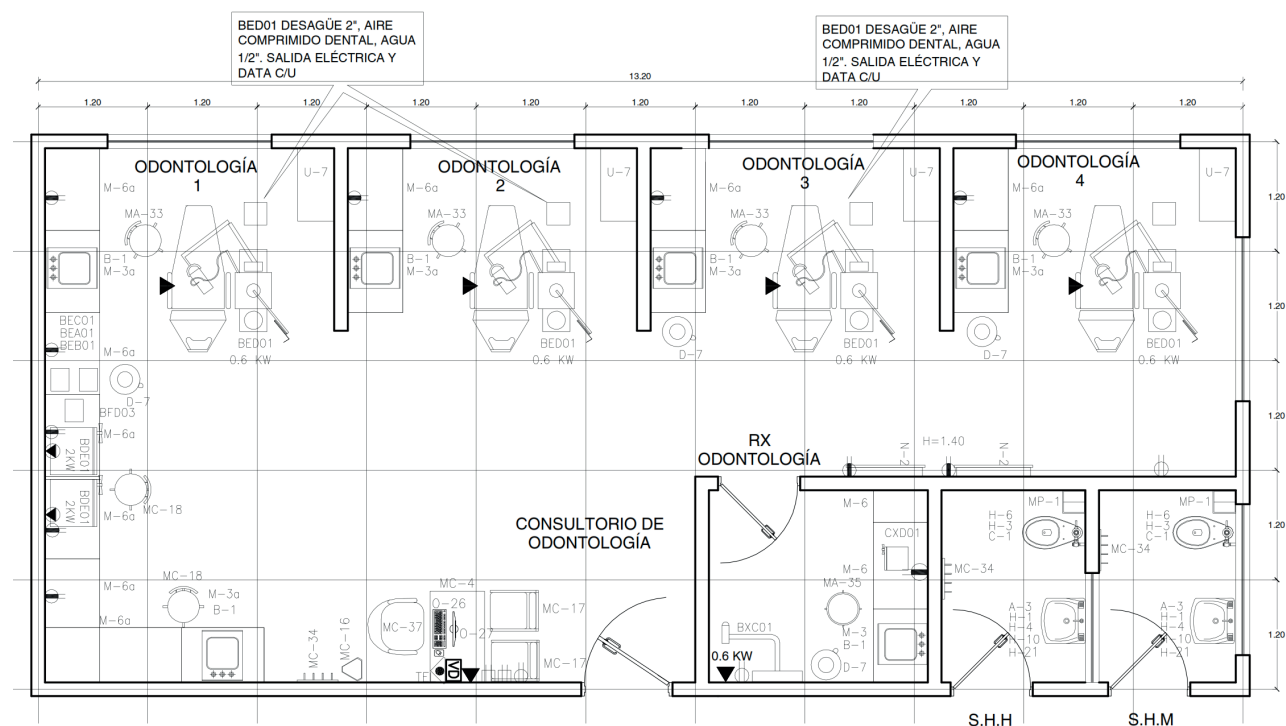 BED01 DESAGÜE 2", AIRE
COMPRIMIDO DENTAL, AGUA
1/2". SALIDA ELÉCTRICA Y
DATA C/U
BED01 DESAGÜE 2", AIRE
COMPRIMIDO DENTAL, AGUA
1/2". SALIDA ELÉCTRICA Y
DATA C/U
13.20
1.20 1.20 1.20 1.20 1.20 1.20 1.20 1.20 1.20 1.20 1.20
ODONTOLOGÍA
1
ODONTOLOGÍA
2
ODONTOLOGÍA
3
ODONTOLOGÍA
4
U-7 U-7 U-7 U-7
M-6a M-6a M-6a M-6a
1.20
MA-33 MA-33 MA-33 MA-33
B-1 B-1 B-1 B-1
M-3a M-3a M-3a M-3a
1.20
BEC01
BEA01
BEB01
BED01 BED01 BED01 BED01
0.6 KW 0.6 KW 0.6 KW 0.6 KW
M-6a
D-7 D-7
1.20
D-7
BFD03
M-6a
BDE01
2KW
1.20
RX
ODONTOLOGÍA
N-2
H=1.40
N-2
BDE01
2KW
MC-18
M-6a
CONSULTORIO DE
ODONTOLOGÍA
M-6
CXD01
MP-1
H-6
H-3
C-1
MP-1
H-6
H-3
C-1
1.20
MC-34
MC-34
M-6a
MC-18
M-3a
B-1
M-6a
MC-4
O-26
O-27
MC-37
MC-17
MC-17
MC-34
MC-16
TF
VD
M-6
MA-35
BXC01
0.6 KW
M-3
B-1
D-7
A-3
H-1
H-4
H-10
H-21
A-3
H-1
H-4
H-10
H-21
1.20
S.H.H
S.H.M